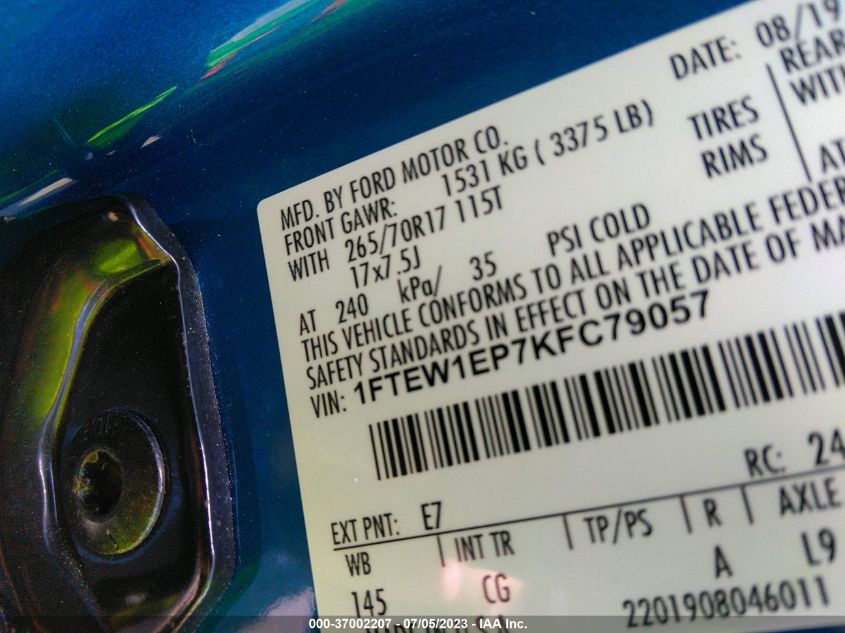 DATE: 08/19
MFD. BY FORD MOTOR CO.
FRONT GAWR: 1531 KG ( 3375 LB) REAR
WITH 265/70R17 115T TIRES WITH
17x7.5J RIMS
AT 240 kPa/ 35 PSI COLD AT
THIS VEHICLE CONFORMS TO ALL APPLICABLE FEDER
SAFETY STANDARDS IN EFFECT ON THE DATE OF MA
VIN: 1FTEW1EP7KFC79057
RC: 24
EXT PNT: E7
WB INT TR TP/PS R AXLE
145 CG A L9
2201908046011
000-37002207 - 07/05/2023 - IAA Inc.